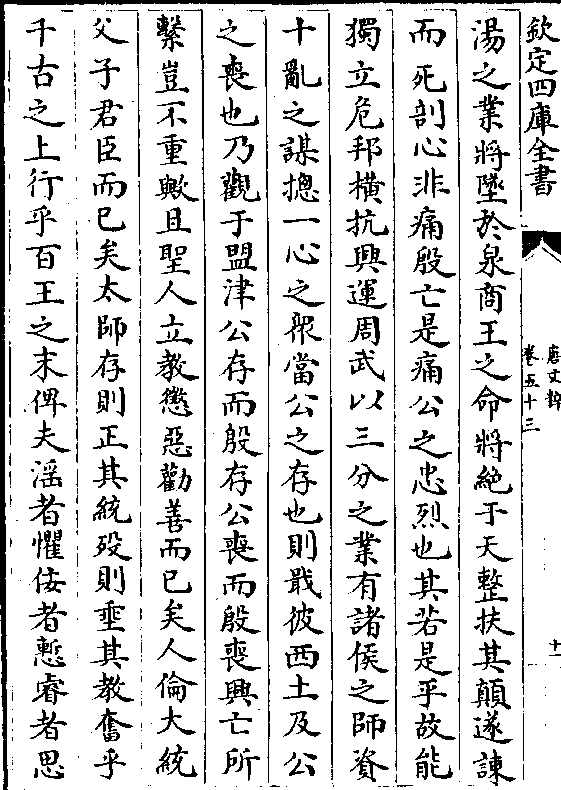 欽定四庫全書
唐文粹
卷五十三
十一
湯之業將墜於泉商王之命將絶于天整扶其顛遂諫
而死剖心非痛殷亡是痛公之忠烈也其若是乎故能
獨立危邦橫抗興運周武以三分之業有諸侯之師資
十亂之謀摠一心之衆當公之存也則戢彼西土及公
之喪也乃觀于盟津公存而殷存公喪而殷喪興亡所
繫豈不重歟且聖人立教懲惡勸善而已矣人倫大統
父子君臣而已矣太師存則正其統殁則垂其教奮乎
千古之上行乎百王之末俾夫淫者懼佞者慙睿者思